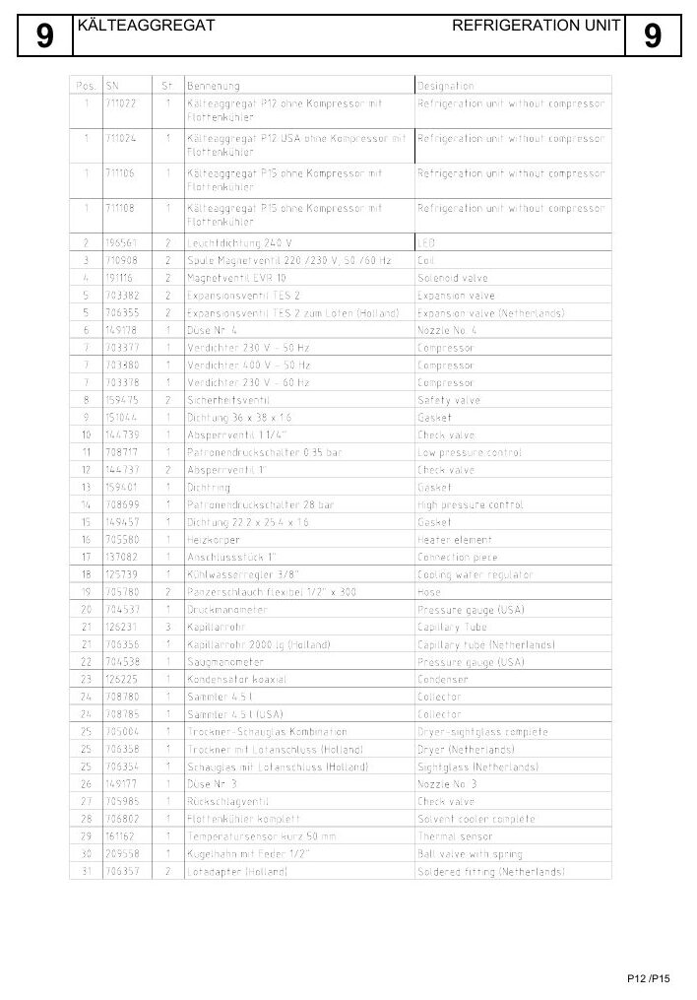 9 KÄLTEAGGREGAT REFRIGERATION UNIT 9
Pos. SN St. Bennenung Designation
1 711022 1 Kälteaggregat P12 ohne Kompressor mit Refrigeration unit without compressor
Flottenkühler
1 711024 1 Kälteaggregat P12 USA ohne Kompressor mit Refrigeration unit without compressor
Flottenkühler
1 711106 1 Kälteaggregat P15 ohne Kompressor mit Refrigeration unit without compressor
Flottenkühler
1 711108 1 Kälteaggregat P15 ohne Kompressor mit Refrigeration unit without compressor
Flottenkühler
2 196561 2 Leuchtdichtung 240 V LED
3 710908 2 Spule Magnetventil 220 /230 V, 50 /60 Hz Coil
4 191116 2 Magnetventil EVR 10 Solenoid valve
5 703382 2 Expansionsventil TES 2 Expansion valve
5 706355 2 Expansionsventil TES 2 zum Löten (Holland) Expansion valve (Netherlands)
6 149178 1 Düse Nr. 4 Nozzle No. 4
7 703377 1 Verdichter 230 V - 50 Hz Compressor
7 703380 1 Verdichter 400 V - 50 Hz Compressor
7 703378 1 Verdichter 230 V - 60 Hz Compressor
8 159475 2 Sicherheitsventil Safety valve
9 151044 1 Dichtung 36 x 38 x 1.6 Gasket
10 144739 1 Absperrventil 1 1/4" Check valve
11 708717 1 Patronendruckschalter 0.35 bar Low pressure control
12 144737 2 Absperrventil 1" Check valve
13 159401 1 Dichtring Gasket
14 708699 1 Patronendruckschalter 28 bar High pressure control
15 149457 1 Dichtung 22.2 x 25.4 x 1.6 Gasket
16 705580 1 Heizkörper Heater element
17 137082 1 Anschlussstück 1" Connection piece
18 125739 1 Kühlwasserregler 3/8" Cooling water regulator
19 705780 2 Panzerschlauch flexibel 1/2" x 300 Hose
20 704537 1 Druckmanometer Pressure gauge (USA)
21 126231 3 Kapillarrohr Capillary Tube
21 706356 1 Kapillarrohr 2000 lg (Holland) Capillary tube (Netherlands)
22 704538 1 Saugmanometer Pressure gauge (USA)
23 126225 1 Kondensator koaxial Condenser
24 708780 1 Sammler 4.5 l Collector
24 708785 1 Sammler 4.5 l (USA) Collector
25 705004 1 Trockner-Schauglas Kombination Dryer-sightglass complete
25 706358 1 Trockner mit Lötanschluss (Holland) Dryer (Netherlands)
25 706354 1 Schauglas mit Lötanschluss (Holland) Sightglass (Netherlands)
26 149177 1 Düse Nr. 3 Nozzle No. 3
27 705985 1 Rückschlagventil Check valve
28 706802 1 Flottenkühler komplett Solvent cooler complete
29 161162 1 Temperatursensor kurz 50 mm Thermal sensor
30 209558 1 Kugelhahn mit Feder 1/2" Ball valve with spring
31 706357 2 Lötadapter (Holland) Soldered fitting (Netherlands)
P12 /P15